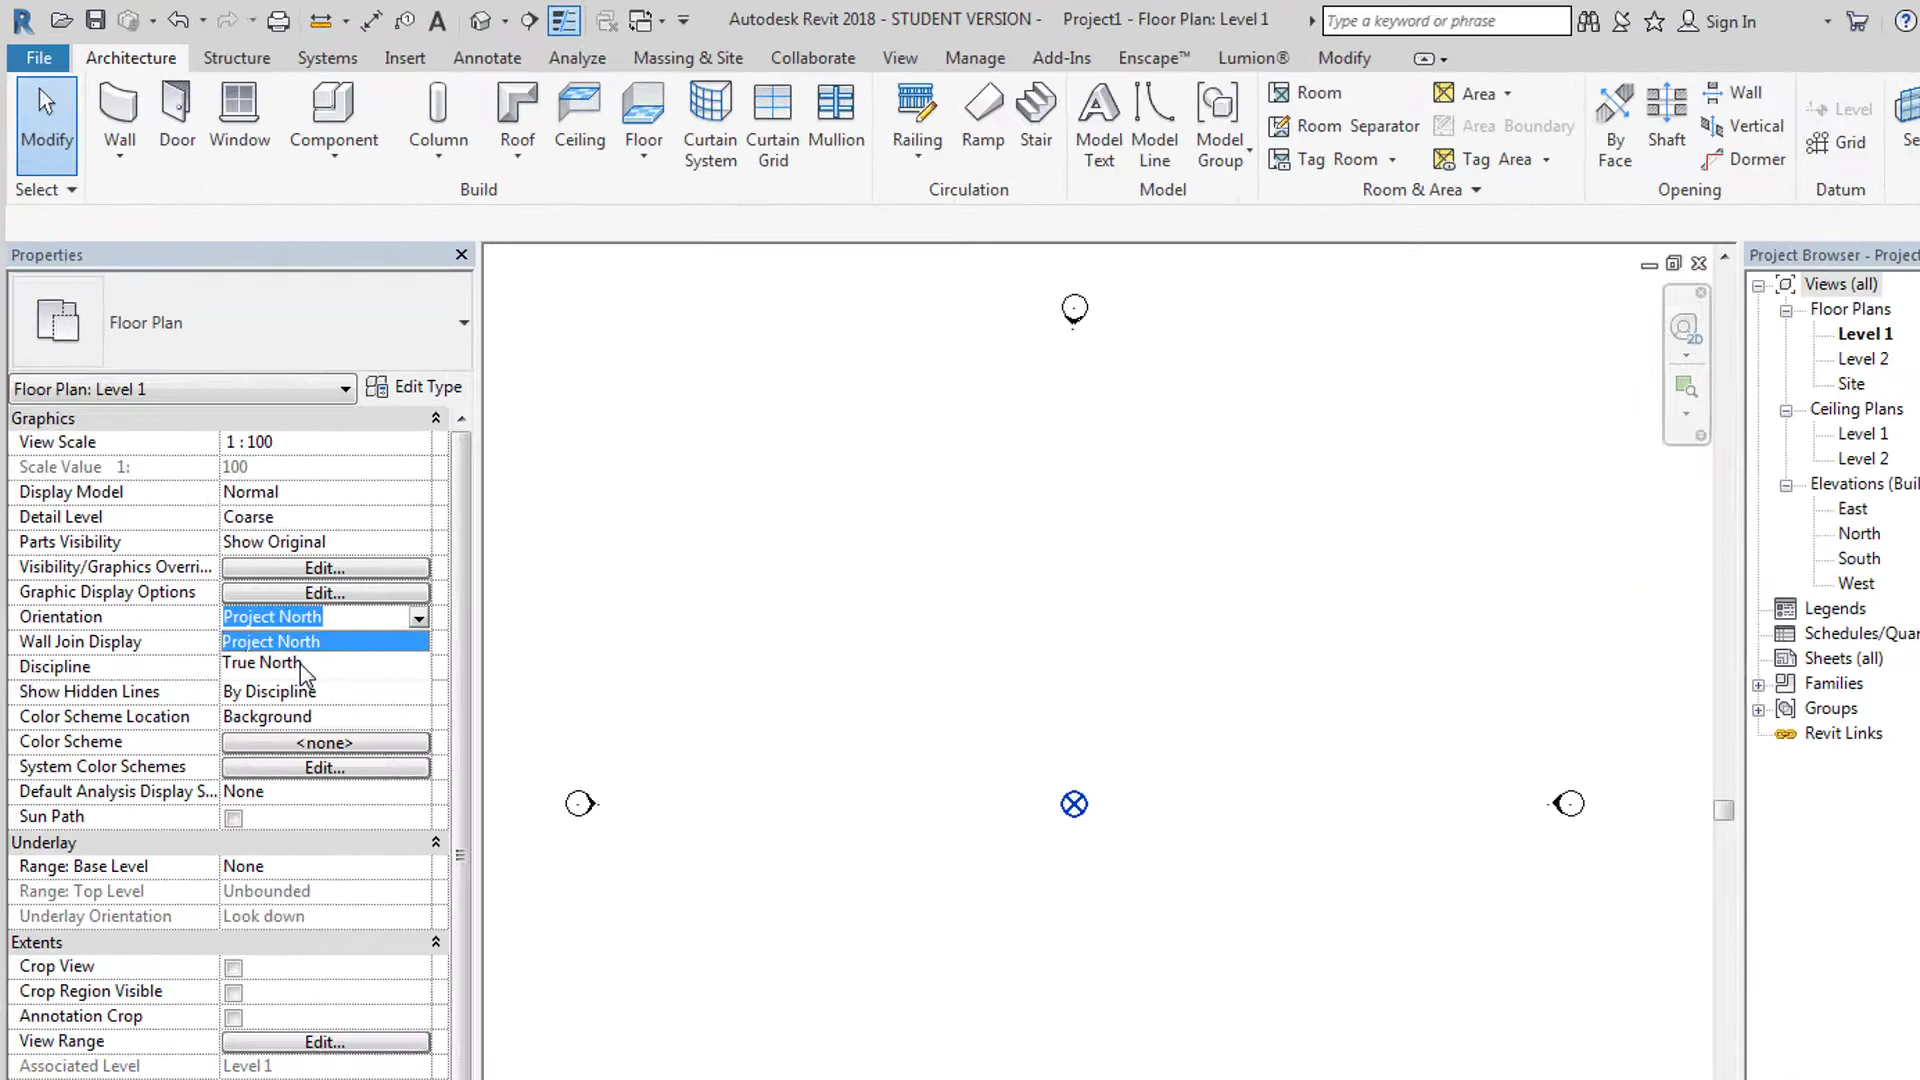 Autodesk Revit 2018 - STUDENT VERSION - Project1 - Floor Plan: Level 1
Type a keyword or phrase
Sign In
File Architecture Structure Systems Insert Annotate Analyze Massing & Site Collaborate View Manage Add-Ins Enscape™ Lumion® Modify
Modify
Wall
Door
Window
Component
Column
Roof
Ceiling
Floor
Curtain System
Curtain Grid
Mullion
Railing
Ramp
Stair
Model Text
Model Line
Model Group
Room
Room Separator
Tag Room
Area
Area Boundary
Tag Area
By Face
Shaft
Wall
Vertical
Dormer
Level
Grid
Se
Select
Build
Circulation
Model
Room & Area
Opening
Datum
Properties
Floor Plan
Floor Plan: Level 1
Edit Type
Graphics
View Scale 1 : 100
Scale Value 1: 100
Display Model Normal
Detail Level Coarse
Parts Visibility Show Original
Visibility/Graphics Overri... Edit...
Graphic Display Options Edit...
Orientation Project North
Wall Join Display Project North
Discipline True North
Show Hidden Lines By Discipline
Color Scheme Location Background
Color Scheme <none>
System Color Schemes Edit...
Default Analysis Display S... None
Sun Path
Underlay
Range: Base Level None
Range: Top Level Unbounded
Underlay Orientation Look down
Extents
Crop View
Crop Region Visible
Annotation Crop
View Range Edit...
Associated Level Level 1
2D
Project Browser - Project
Views (all)
Floor Plans
Level 1
Level 2
Site
Ceiling Plans
Level 1
Level 2
Elevations (Buil
East
North
South
West
Legends
Schedules/Quan
Sheets (all)
Families
Groups
Revit Links